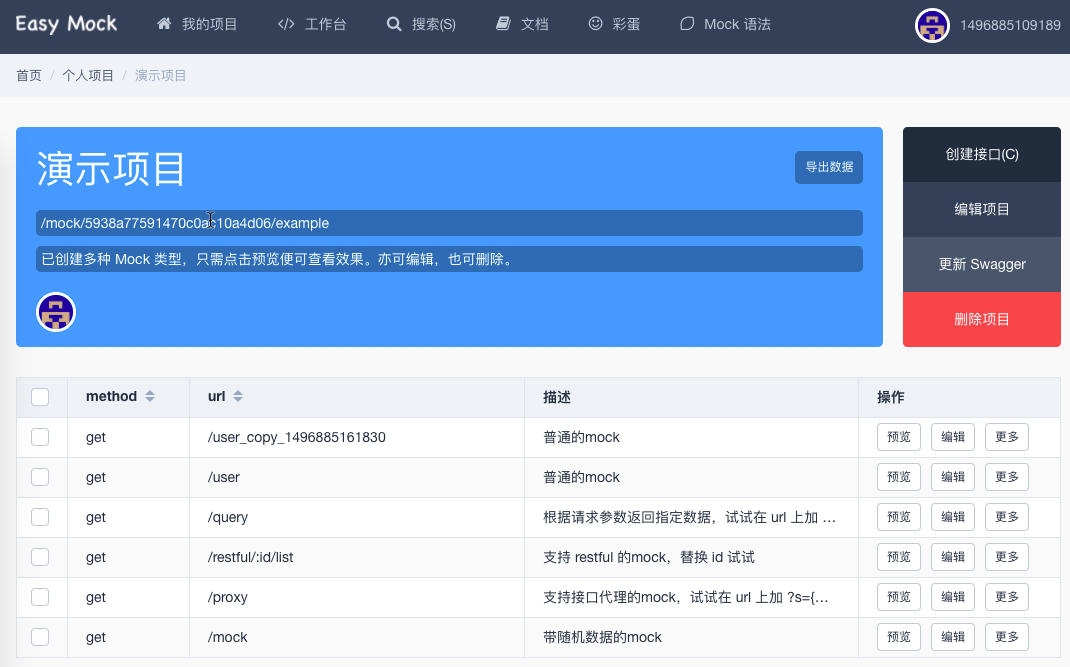 Easy Mock 我的项目 工作台 搜索(S) 文档 彩蛋 Mock 语法 1496885109189
首页 / 个人项目 / 演示项目
演示项目
导出数据
/mock/5938a77591470c0ac10a4d06/example
已创建多种 Mock 类型，只需点击预览便可查看效果。亦可编辑，也可删除。
创建接口(C)
编辑项目
更新 Swagger
删除项目
method url 描述 操作
get /user_copy_1496885161830 普通的mock 预览 编辑 更多
get /user 普通的mock 预览 编辑 更多
get /query 根据请求参数返回指定数据，试试在 url 上加 … 预览 编辑 更多
get /restful/:id/list 支持 restful 的mock，替换 id 试试 预览 编辑 更多
get /proxy 支持接口代理的mock，试试在 url 上加 ?s={… 预览 编辑 更多
get /mock 带随机数据的mock 预览 编辑 更多